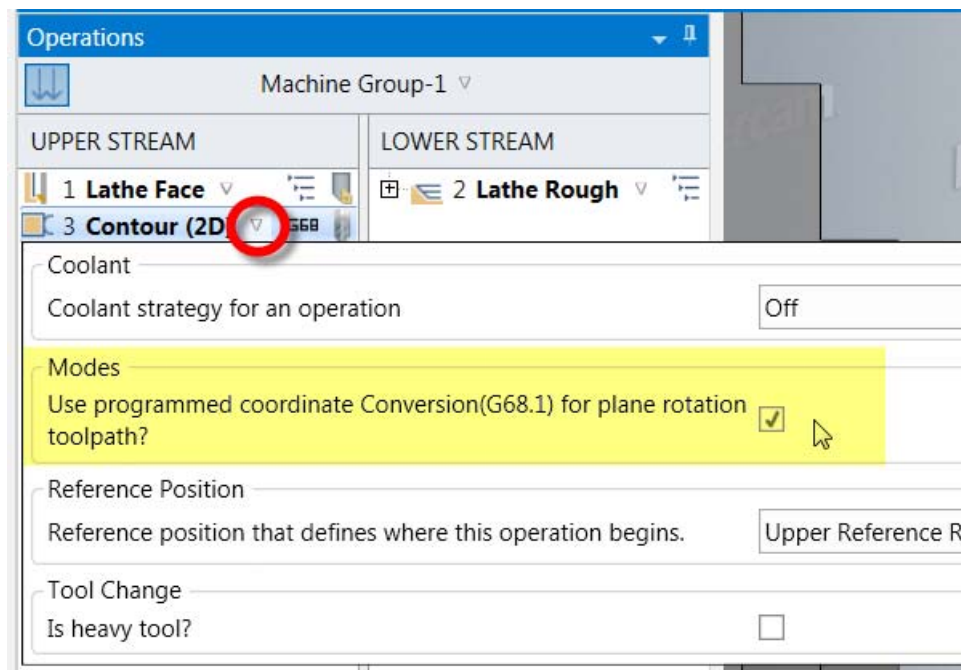 Operations
Machine Group-1
UPPER STREAM
LOWER STREAM
1 Lathe Face
2 Lathe Rough
3 Contour (2D)
G68
Coolant
Coolant strategy for an operation
Off
Modes
Use programmed coordinate Conversion(G68.1) for plane rotation
toolpath?
Reference Position
Reference position that defines where this operation begins.
Upper Reference R
Tool Change
Is heavy tool?